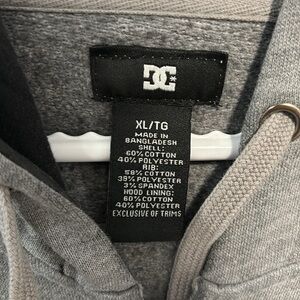 DC
XL/TG
MADE IN
BANGLADESH
SHELL:
60% COTTON
40% POLYESTER
RIB:
58% COTTON
39% POLYESTER
3% SPANDEX
HOOD LINING:
60% COTTON
40% POLYESTER
EXCLUSIVE OF TRIMS